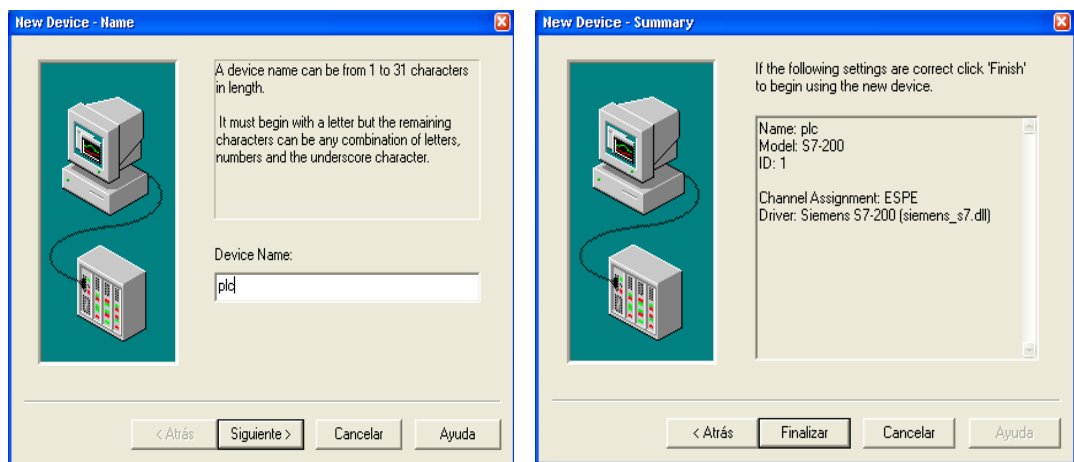 New Device - Name
A device name can be from 1 to 31 characters
in length.
It must begin with a letter but the remaining
characters can be any combination of letters,
numbers and the underscore character.
Device Name:
plc
< Atrás
Siguiente >
Cancelar
Ayuda
New Device - Summary
If the following settings are correct click 'Finish'
to begin using the new device.
Name: plc
Model: S7-200
ID: 1
Channel Assignment: ESPE
Driver: Siemens S7-200 (siemens_s7.dll)
< Atrás
Finalizar
Cancelar
Ayuda